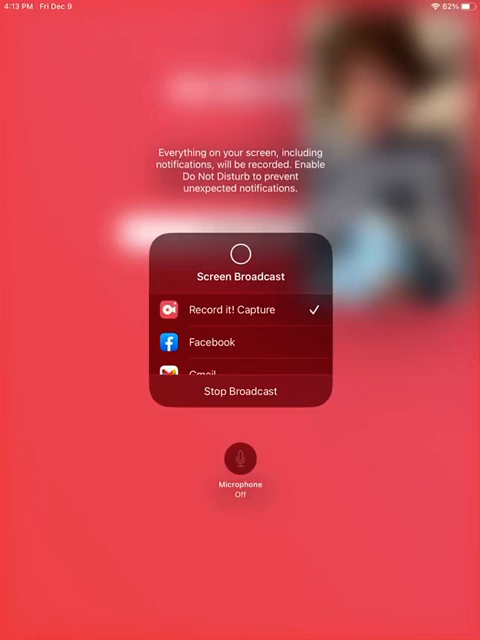 4:13 PM Fri Dec 9 62%
Everything on your screen, including
notifications, will be recorded. Enable
Do Not Disturb to prevent
unexpected notifications.
Screen Broadcast
Record it! Capture
Facebook
Gmail
Stop Broadcast
Microphone
Off